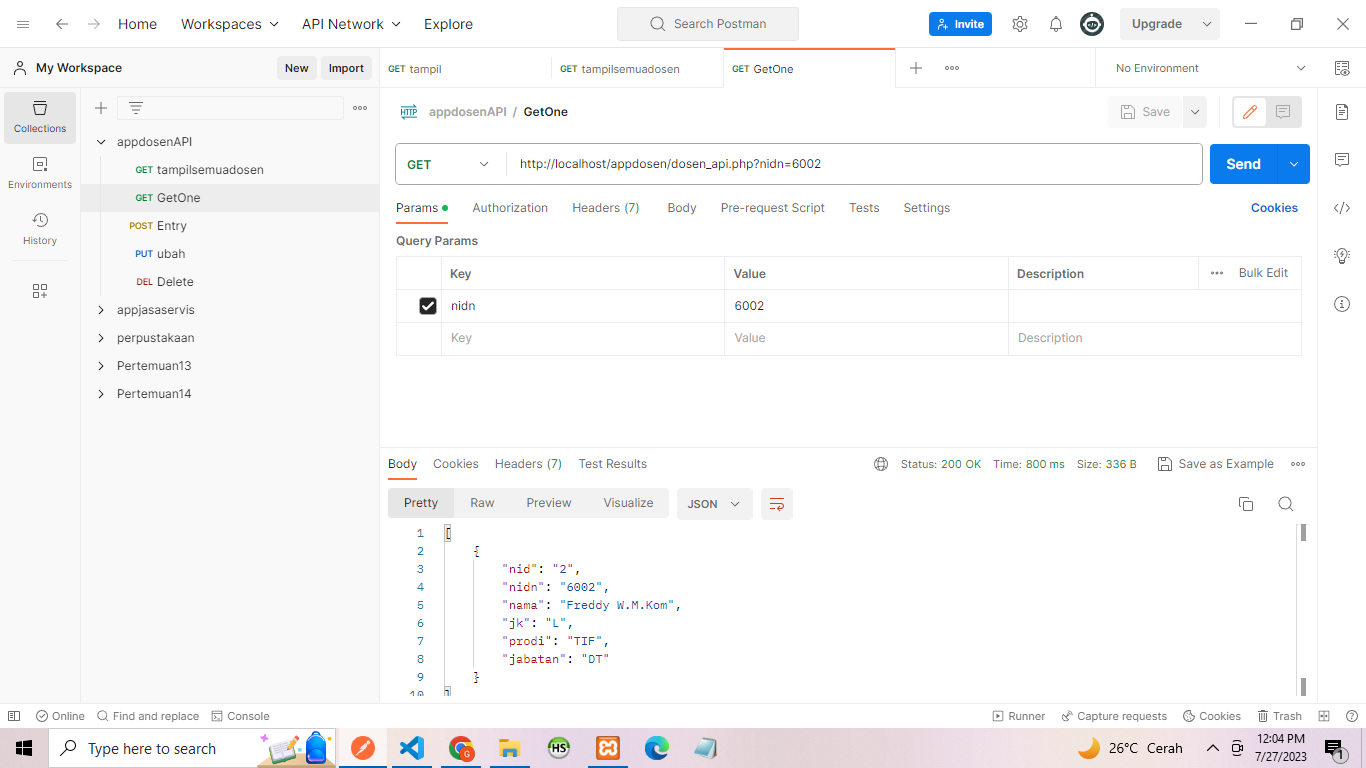 Home Workspaces API Network Explore Search Postman Invite Upgrade
My Workspace New Import GET tampil GET tampilsemuadosen GET GetOne No Environment
Collections
Environments
History
appdosenAPI
GET tampilsemuadosen
GET GetOne
POST Entry
PUT ubah
DEL Delete
appjasaservis
perpustakaan
Pertemuan13
Pertemuan14
HTTP appdosenAPI / GetOne Save
GET http://localhost/appdosen/dosen_api.php?nidn=6002 Send
Params Authorization Headers (7) Body Pre-request Script Tests Settings Cookies
Query Params
Key Value Description Bulk Edit
nidn 6002
Key Value Description
Body Cookies Headers (7) Test Results Status: 200 OK Time: 800 ms Size: 336 B Save as Example
Pretty Raw Preview Visualize JSON
1 [
2 {
3 "nid": "2",
4 "nidn": "6002",
5 "nama": "Freddy W.M.Kom",
6 "jk": "L",
7 "prodi": "TIF",
8 "jabatan": "DT"
9 }
10 ]
Online Find and replace Console Runner Capture requests Cookies Trash
Type here to search HS G 26°C Cerah 12:04 PM
7/27/2023 1